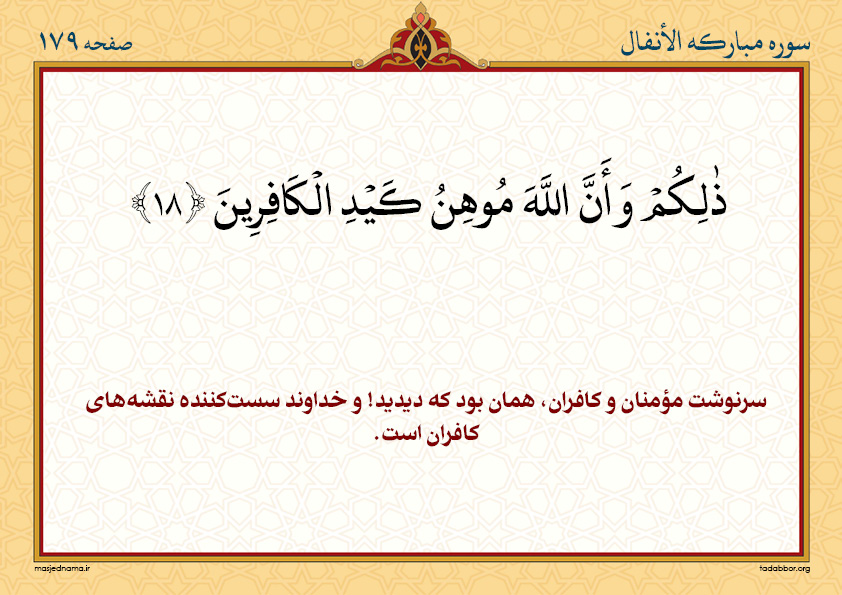 سوره مبارکه الأنفال
صفحه ۱۷۹
ذَٰلِكُمْ وَأَنَّ اللَّهَ مُوهِنُ كَيْدِ الْكَافِرِينَ ﴿۱۸﴾
سرنوشت مؤمنان و کافران، همان بود که دیدید! و خداوند سست‌کننده نقشه‌های
کافران است.
masjednama.ir
tadabbor.org